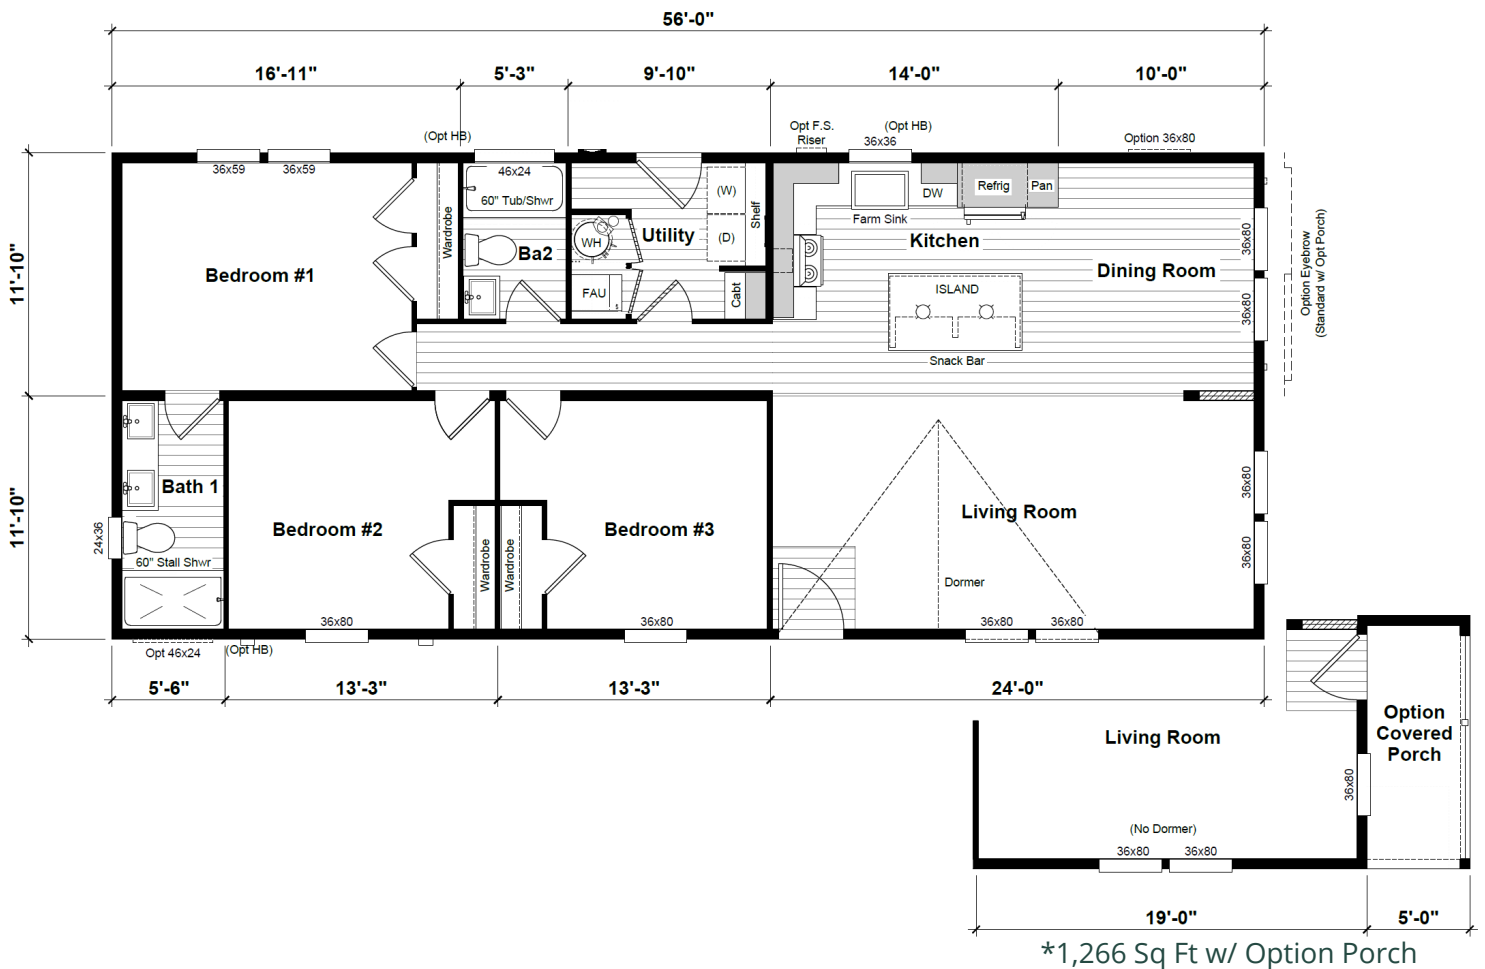 56'-0"
16'-11"
5'-3"
9'-10"
14'-0"
10'-0"
(Opt HB)
Opt F.S.
Riser
(Opt HB)
36x36
Option 36x80
36x59
36x59
46x24
60" Tub/Shwr
(W)
(D)
Shelf
DW
Refrig
Pan
Farm Sink
Wardrobe
Ba2
WH
Utility
Kitchen
36x80
Dining Room
Option Eyebrow
(Standard w/ Opt Porch)
11'-10"
Bedroom #1
FAU
Cabt
ISLAND
36x80
Snack Bar
11'-10"
Bath 1
24x36
60" Stall Shwr
Bedroom #2
Wardrobe
Wardrobe
Bedroom #3
Living Room
36x80
36x80
Dormer
36x80
36x80
36x80
36x80
Opt 46x24
(Opt HB)
5'-6"
13'-3"
13'-3"
24'-0"
Living Room
Option
Covered
Porch
36x80
(No Dormer)
36x80
36x80
19'-0"
5'-0"
*1,266 Sq Ft w/ Option Porch